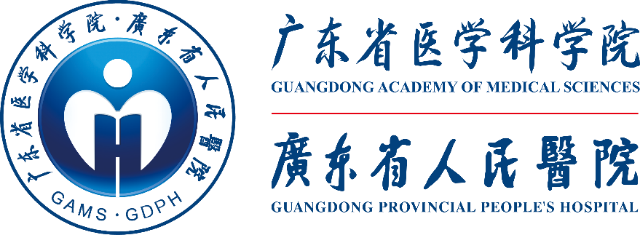 广东省医学科学院·廣东省人民醫院
GAMS·GDPH
广东省医学科学院
GUANGDONG ACADEMY OF MEDICAL SCIENCES
廣东省人民醫院
GUANGDONG PROVINCIAL PEOPLE'S HOSPITAL